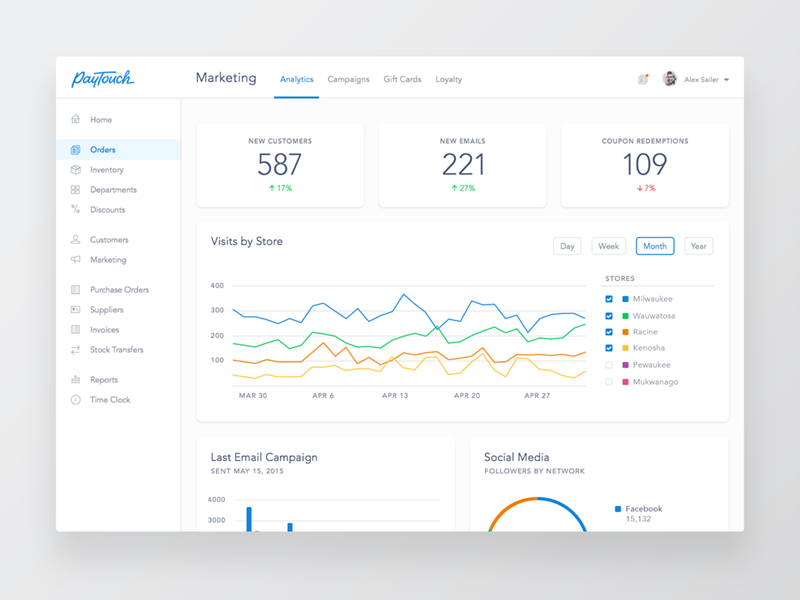 PayTouch
Marketing
Analytics
Campaigns
Gift Cards
Loyalty
Alex Sailer
Home
Orders
Inventory
Departments
Discounts
Customers
Marketing
Purchase Orders
Suppliers
Invoices
Stock Transfers
Reports
Time Clock
NEW CUSTOMERS
587
↑ 17%
NEW EMAILS
221
↑ 27%
COUPON REDEMPTIONS
109
↓ 7%
Visits by Store
Day
Week
Month
Year
400
300
200
100
MAR 30
APR 6
APR 13
APR 20
APR 27
STORES
Milwaukee
Wauwatosa
Racine
Kenosha
Pewaukee
Mukwanago
Last Email Campaign
SENT MAY 15, 2015
4000
3000
Social Media
FOLLOWERS BY NETWORK
Facebook
15,132